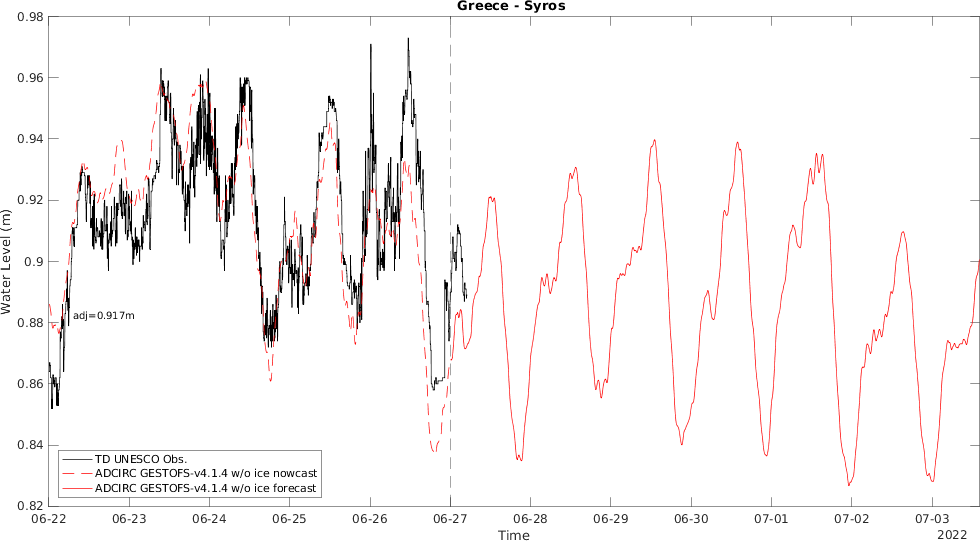 Greece - Syros
0.98
0.96
0.94
0.92
0.9
0.88
0.86
0.84
0.82
Water Level (m)
adj=0.917m
TD UNESCO Obs.
ADCIRC GESTOFS-v4.1.4 w/o ice nowcast
ADCIRC GESTOFS-v4.1.4 w/o ice forecast
06-22 06-23 06-24 06-25 06-26 06-27 06-28 06-29 06-30 07-01 07-02 07-03
Time
2022